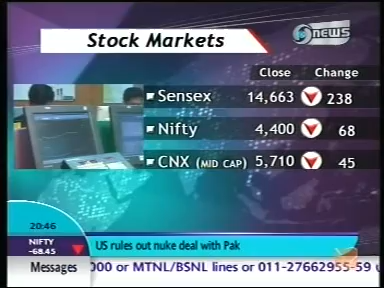 Stock Markets
NEWS
Close Change
Sensex 14,663 238
Nifty 4,400 68
CNX (MID CAP) 5,710 45
20:46
NIFTY
-68.45
US rules out nuke deal with Pak
Messages 000 or MTNL/BSNL lines or 011-27662955-59 u